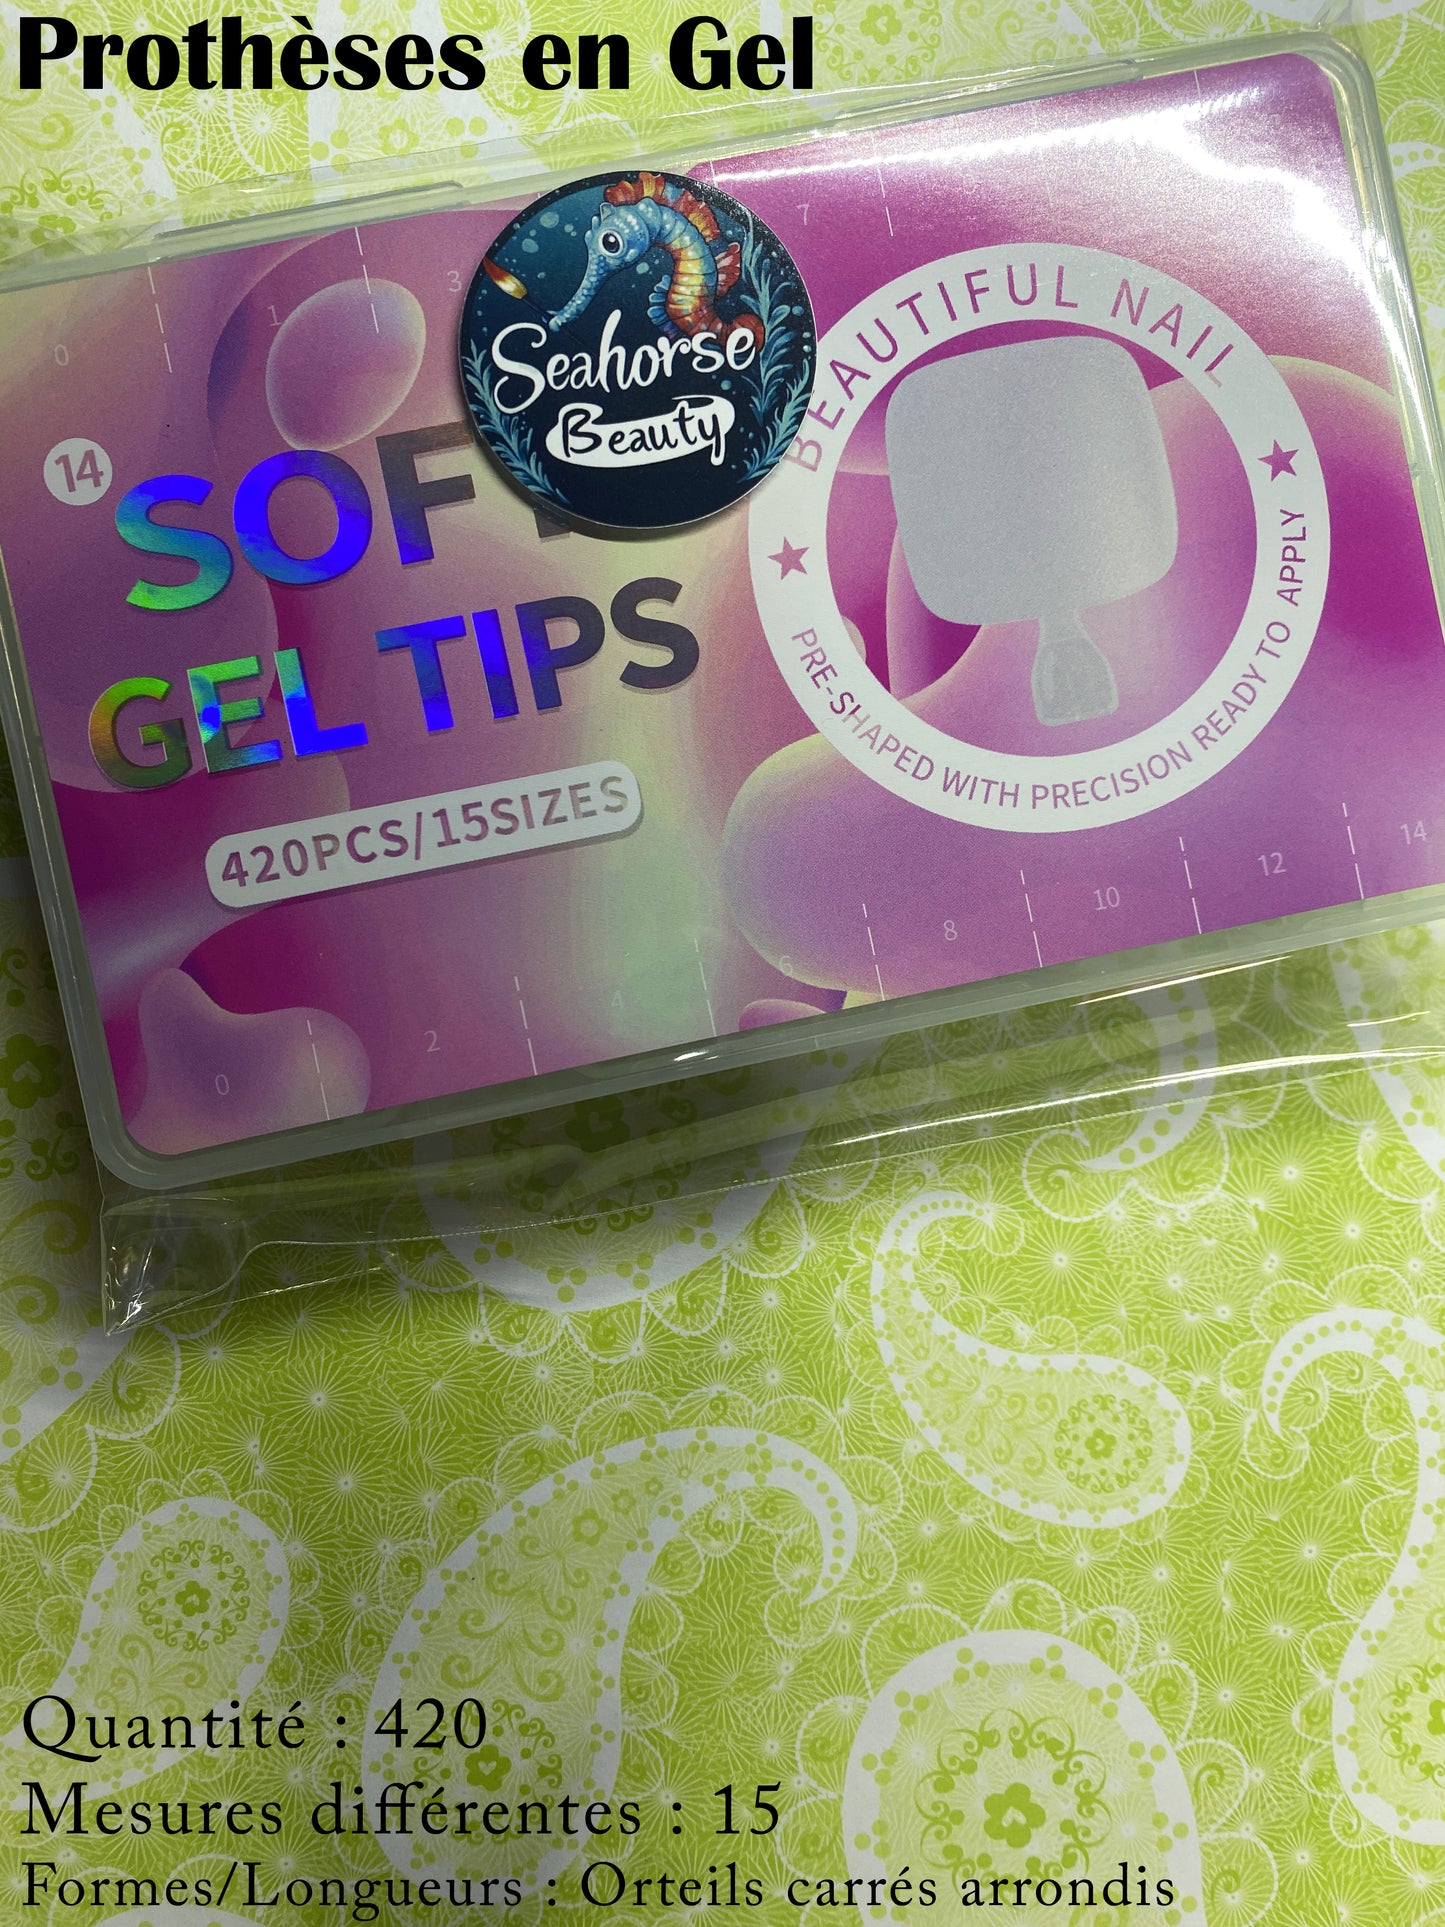 Prothèses en Gel
7
0
1
3
Seahorse
Beauty
BEAUTIFUL NAIL
14
SOF
GEL TIPS
420PCS/15SIZES
PRE-SHAPED WITH PRECISION READY TO APPLY
0
2
4
6
8
10
12
14
Quantité : 420
Mesures différentes : 15
Formes/Longueurs : Orteils carrés arrondis